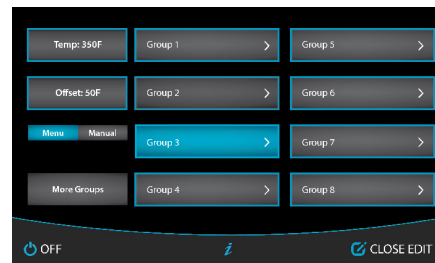 Temp: 350F
Group 1
Group 5
Offset: 50F
Group 2
Group 6
Menu Manual
Group 3
Group 7
More Groups
Group 4
Group 8
OFF
i
CLOSE EDIT